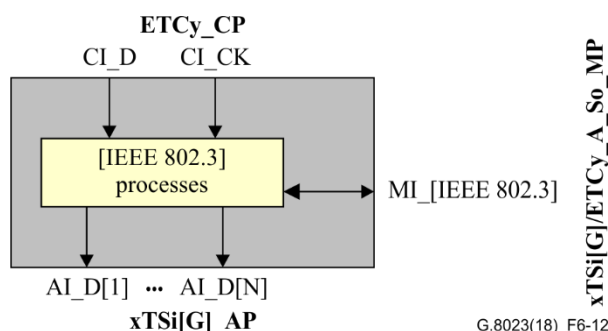 ETCy_CP
CI_D CI_CK
[IEEE 802.3]
processes
MI_[IEEE 802.3]
AI_D[1] ... AI_D[N]
xTSi[G]_AP
xTSi[G]/ETCy_A_So_MP
G.8023(18)_F6-12